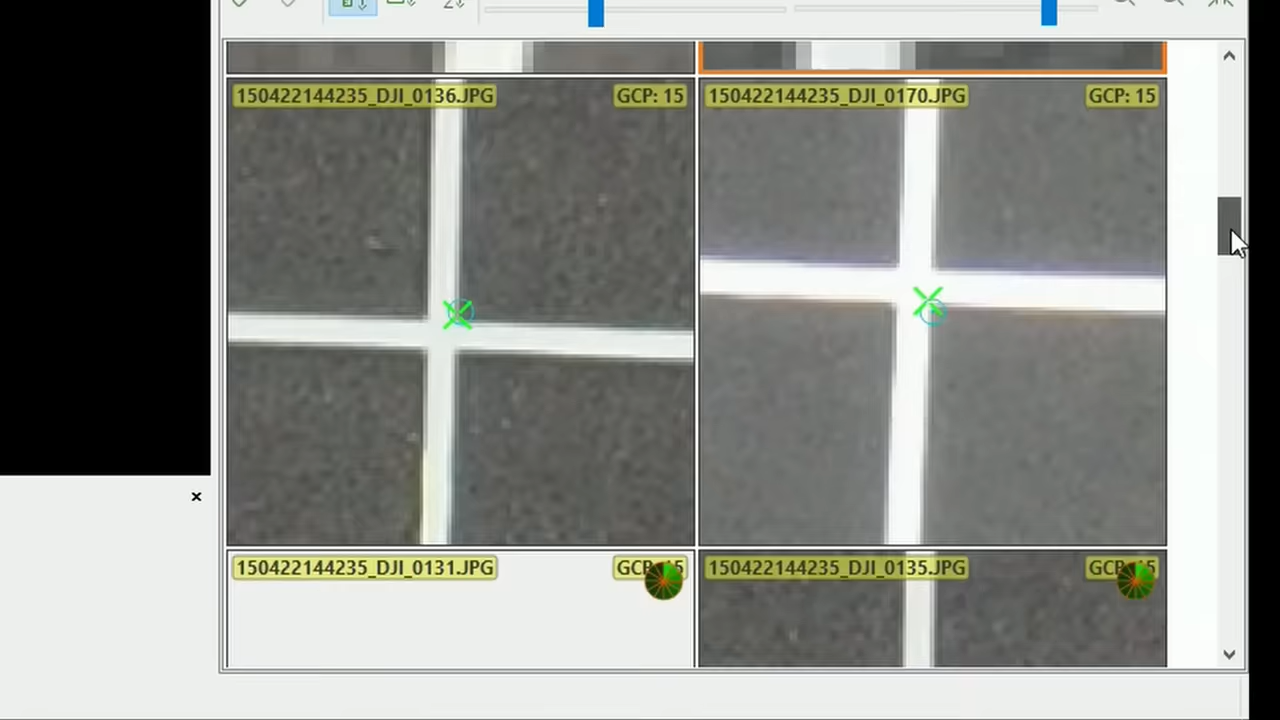 150422144235_DJI_0136.JPG GCP: 15
150422144235_DJI_0170.JPG GCP: 15
150422144235_DJI_0131.JPG
150422144235_DJI_0135.JPG